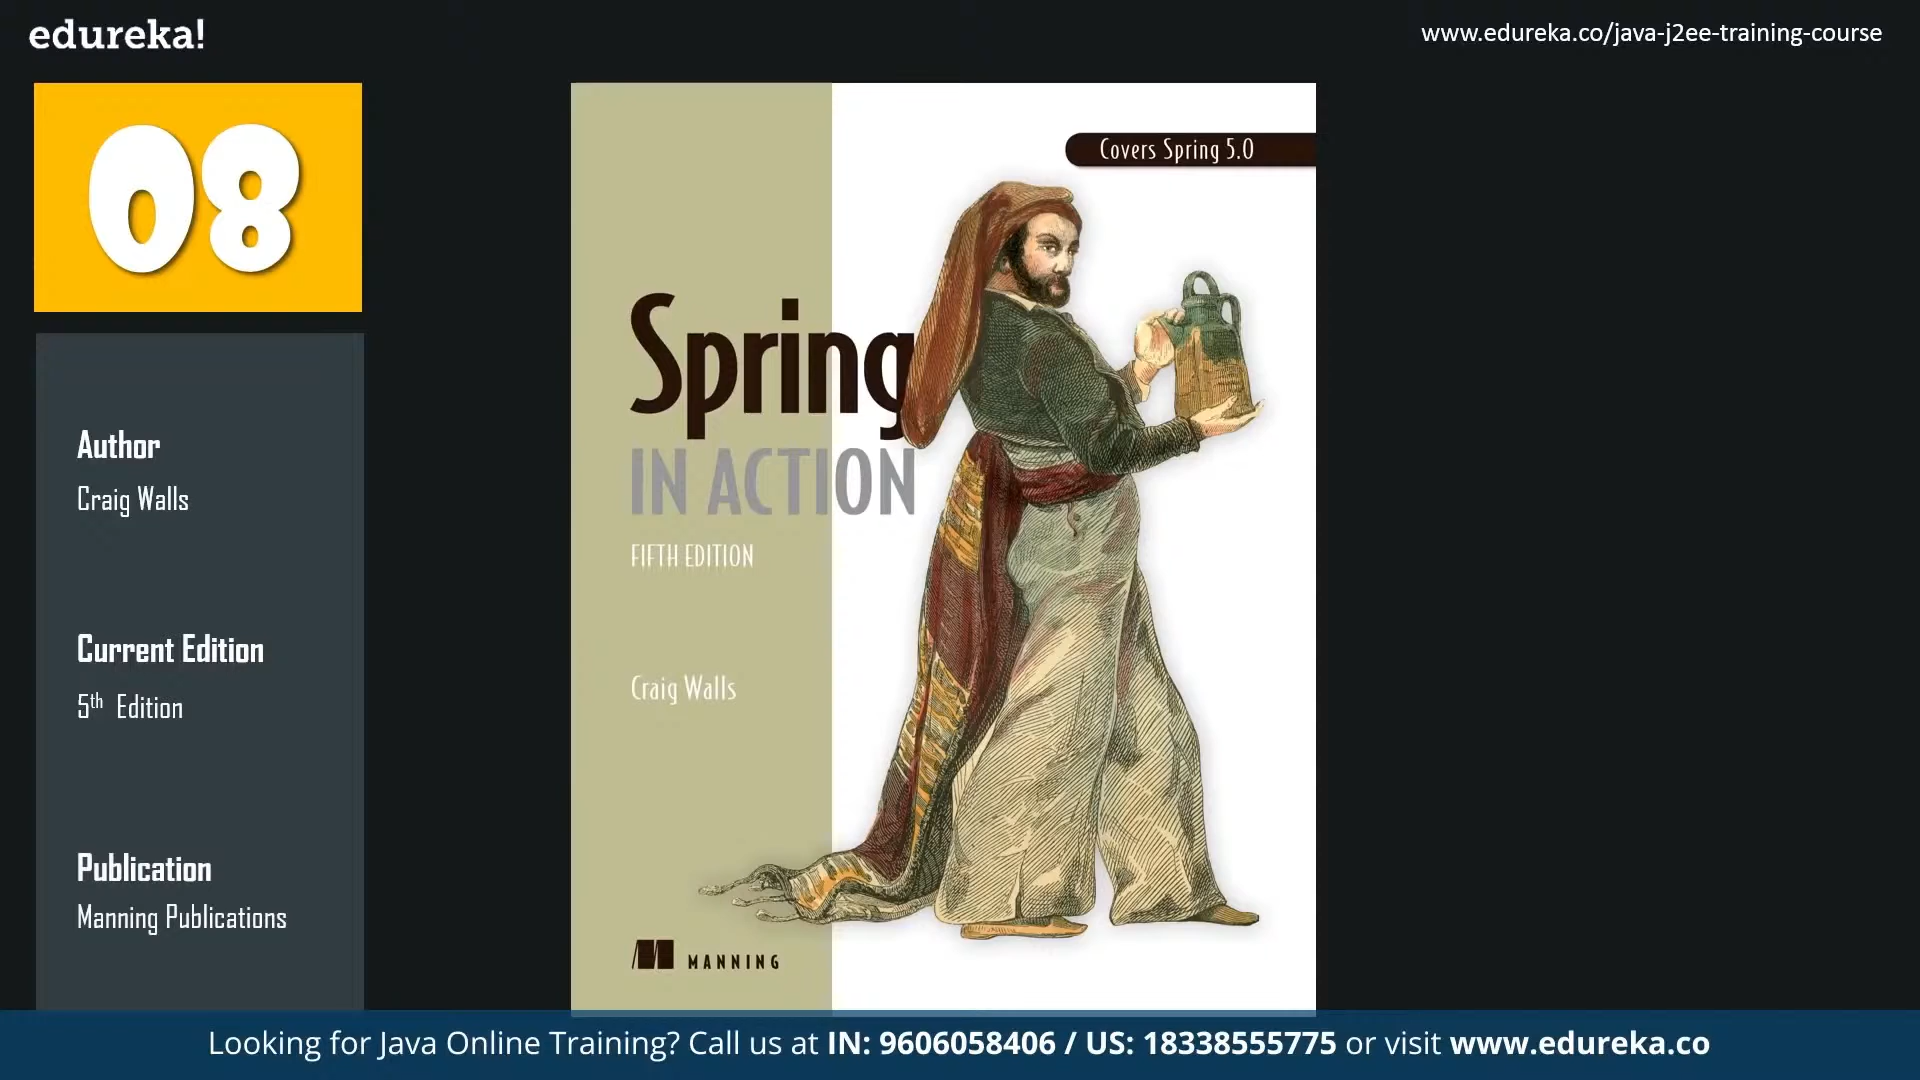 edureka!
www.edureka.co/java-j2ee-training-course
08
Author
Craig Walls
Current Edition
5th Edition
Publication
Manning Publications
Covers Spring 5.0
Spring
IN ACTION
FIFTH EDITION
Craig Walls
MANNING
Looking for Java Online Training? Call us at IN: 9606058406 / US: 18338555775 or visit www.edureka.co